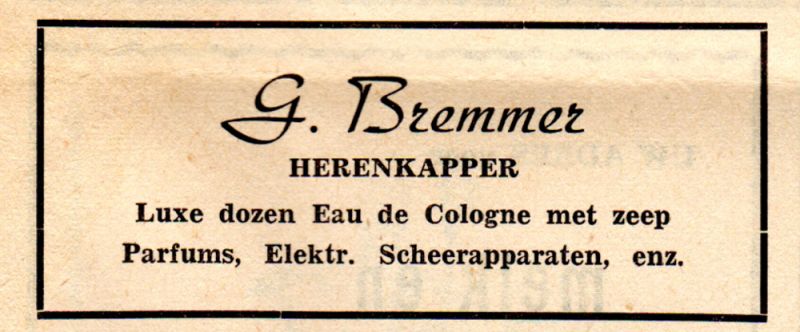 G. Bremmer
HERENKAPPER
Luxe dozen Eau de Cologne met zeep
Parfums, Elektr. Scheerapparaten, enz.